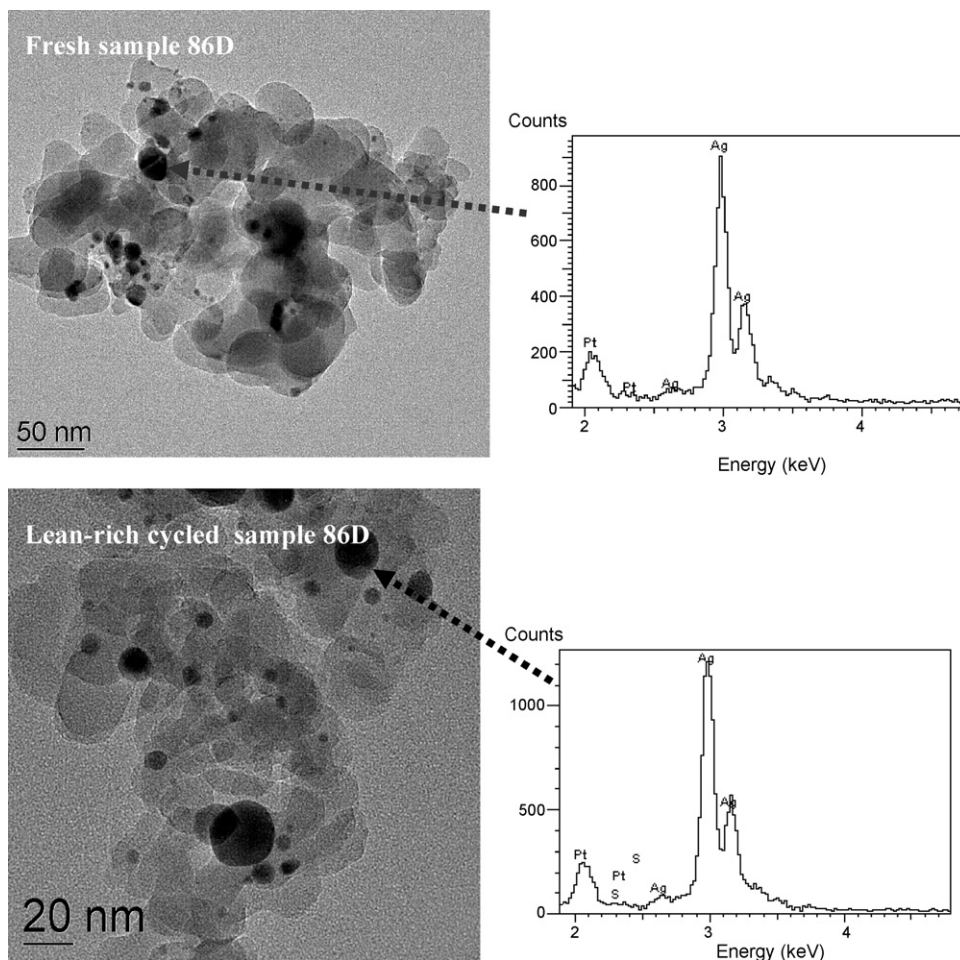 Fresh sample 86D
50 nm
Counts
Ag
800
600
Ag
400
Pt
200
Pt
Ag
0
2
3
4
Energy (keV)
Lean-rich cycled sample 86D
20 nm
Counts
Ag
1000
Ag
500
Pt
S
Pt
S
Ag
0
2
3
4
Energy (keV)